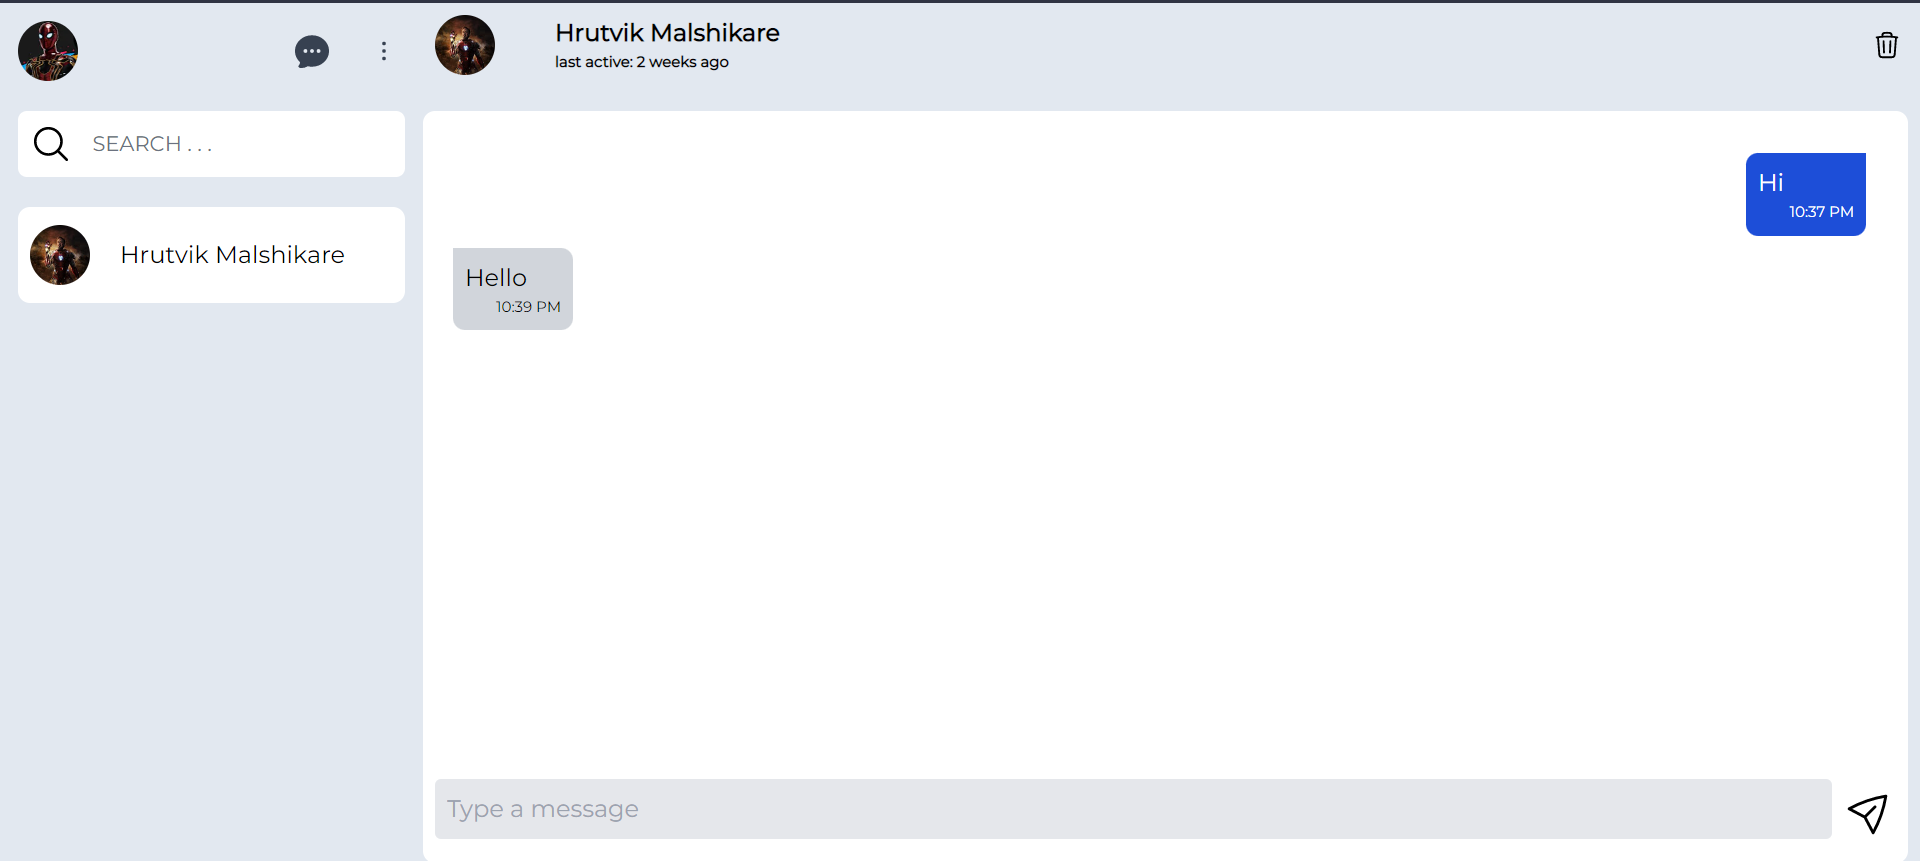 Hrutvik Malshikare
last active: 2 weeks ago
SEARCH . . .
Hrutvik Malshikare
Hi
10:37 PM
Hello
10:39 PM
Type a message